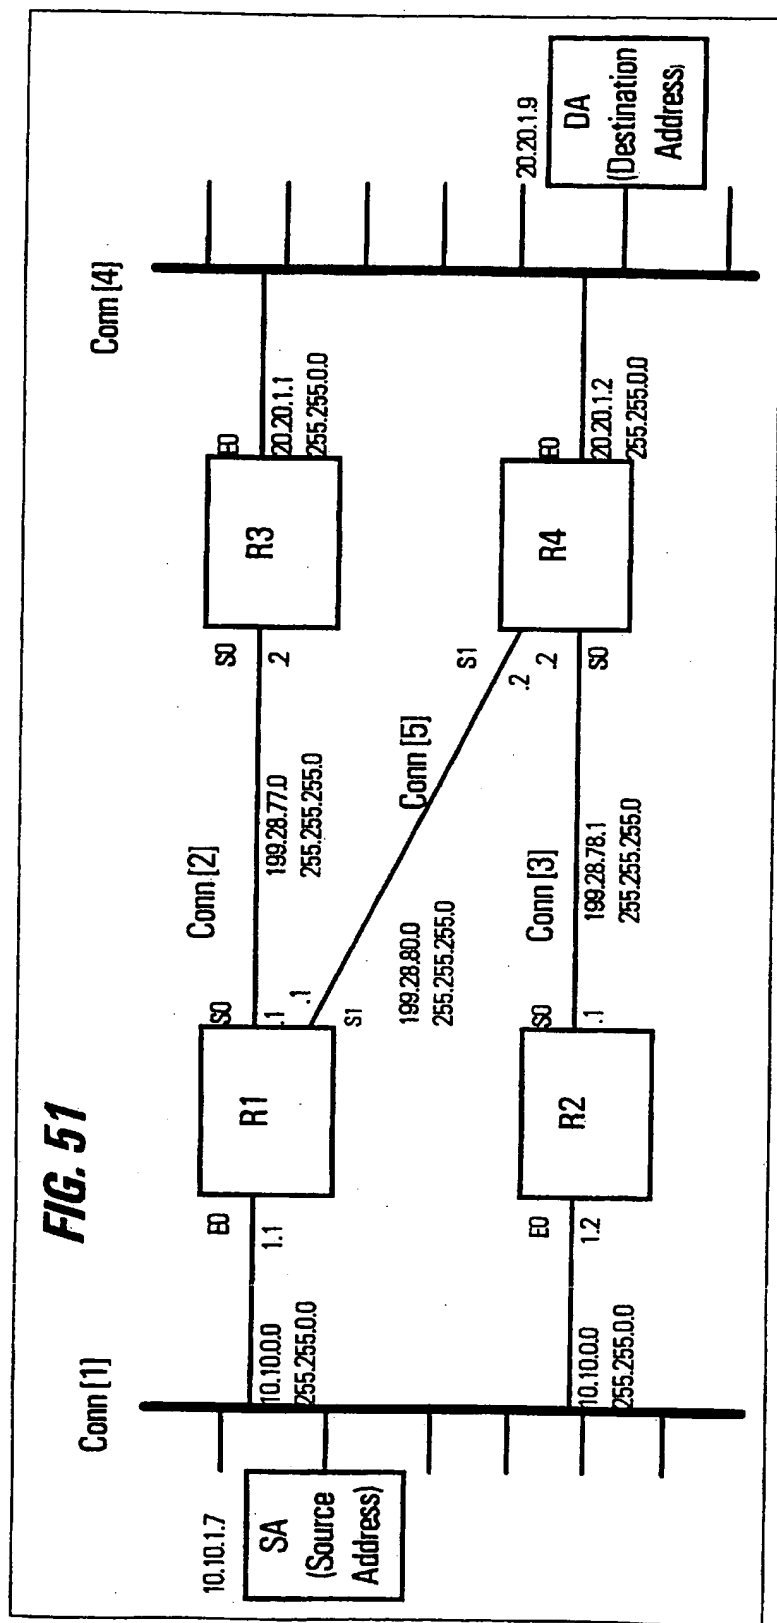 FIG. 51
Conn [1]
10.10.1.7
SA
(Source
Address)
10.10.0.0
255.255.0.0
E0
1.1
R1
S0
.1
.1
S1
Conn [2]
199.28.77.0
255.255.255.0
S0
.2
R3
E0
20.20.1.1
255.255.0.0
Conn [4]
199.28.80.0
255.255.255.0
Conn [5]
S1
.2
10.10.0.0
255.255.0.0
E0
1.2
R2
S0
.1
Conn [3]
199.28.78.1
255.255.255.0
.2
S0
R4
E0
20.20.1.2
255.255.0.0
20.20.1.9
DA
(Destination
Address)